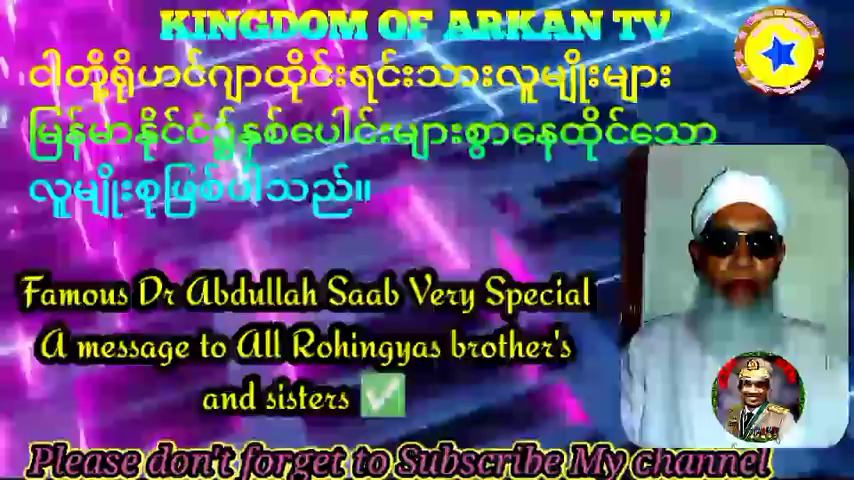 KINGDOM OF ARKAN TV
ငါတို့ရိုဟင်ဂျာထိုင်းရင်းသားလူမျိုးများ
မြန်မာနိုင်ငံ၌နှစ်ပေါင်းများစွာနေထိုင်သော
လူမျိုးစုဖြစ်ပါသည်။
Famous Dr Abdullah Saab Very Special
A message to All Rohingyas brother's
and sisters ✅
Please don't forget to Subscribe My channel